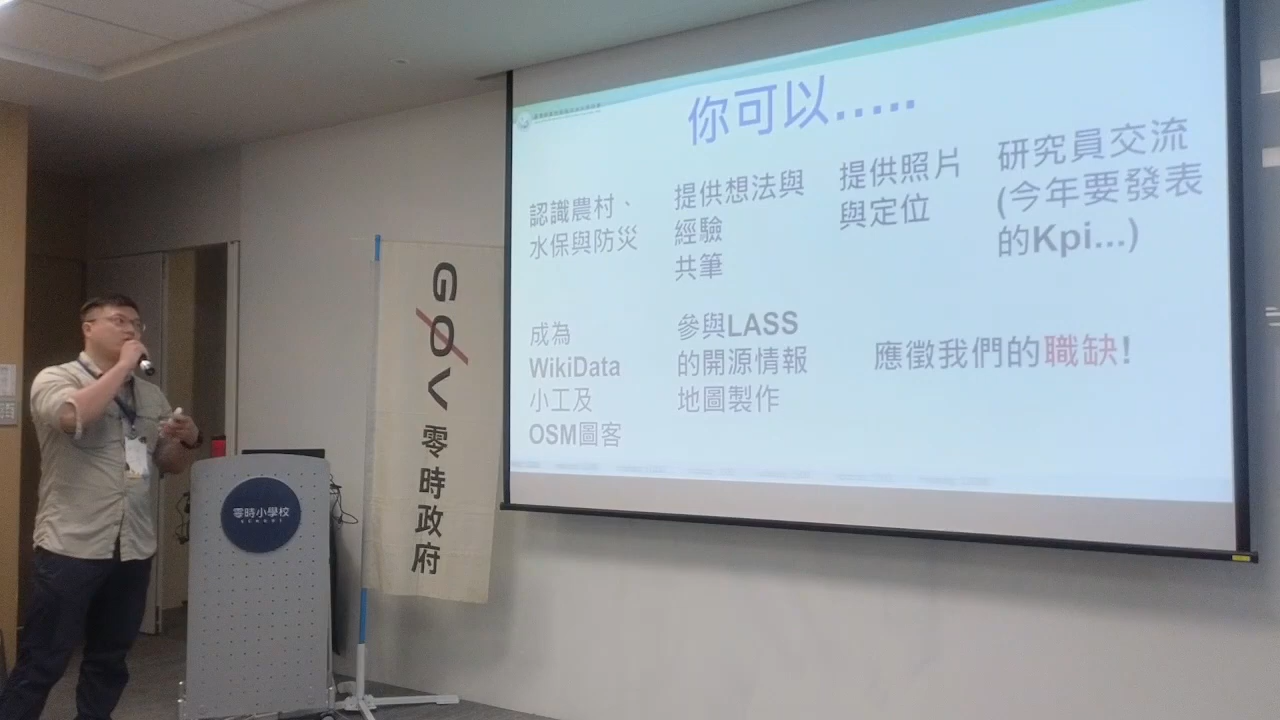 你可以.....
認識農村、
水保與防災
提供想法與
經驗
共筆
提供照片
與定位
研究員交流
(今年要發表
的Kpi...)
成為
WikiData
小工及
OSM圖客
參與LASS
的開源情報
地圖製作
應徵我們的職缺!
GOV
零時政府
零時小學校
SCHOOL